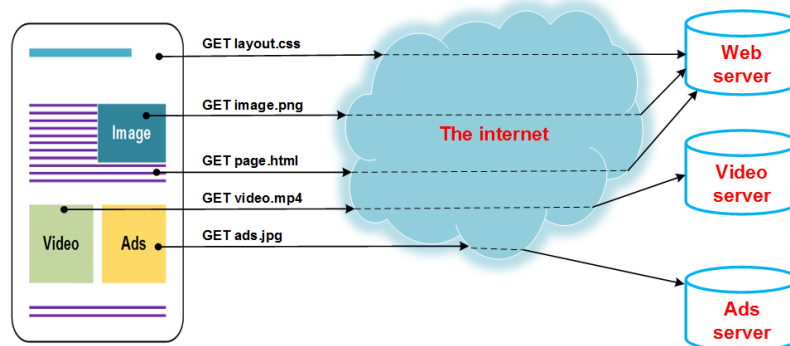 GET layout.css
Web
server
GET image.png
Image
The internet
GET page.html
Video
server
GET video.mp4
Video
Ads
GET ads.jpg
Ads
server